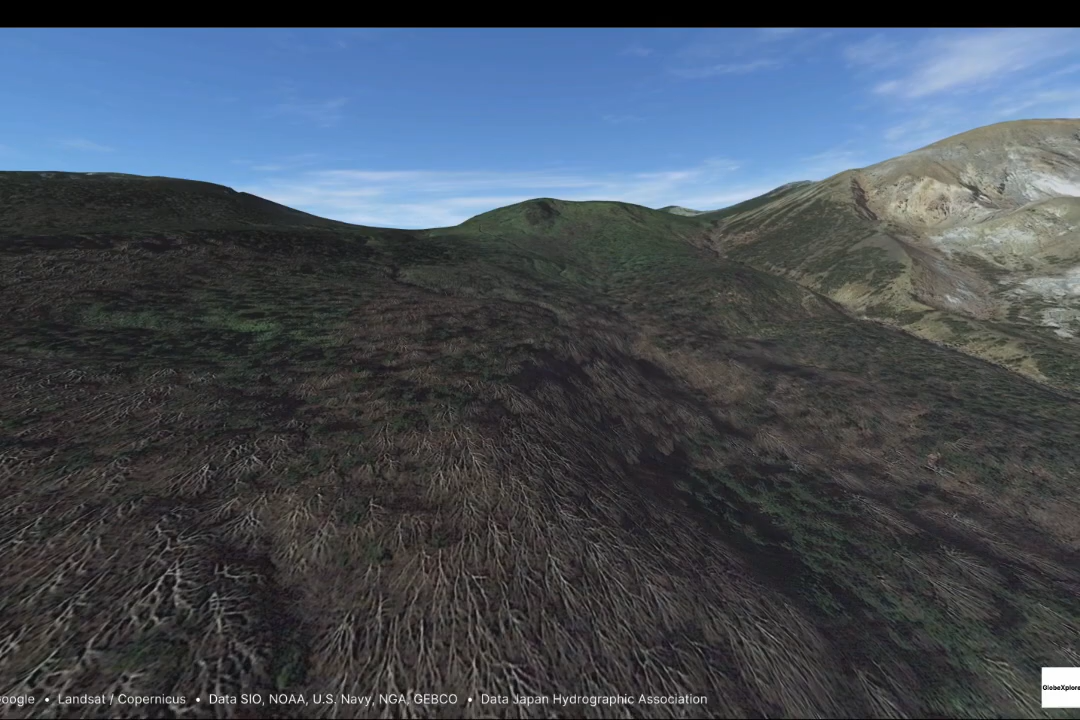 oogle • Landsat / Copernicus • Data SIO, NOAA, U.S. Navy, NGA, GEBCO • Data Japan Hydrographic Association
GlobeXplore